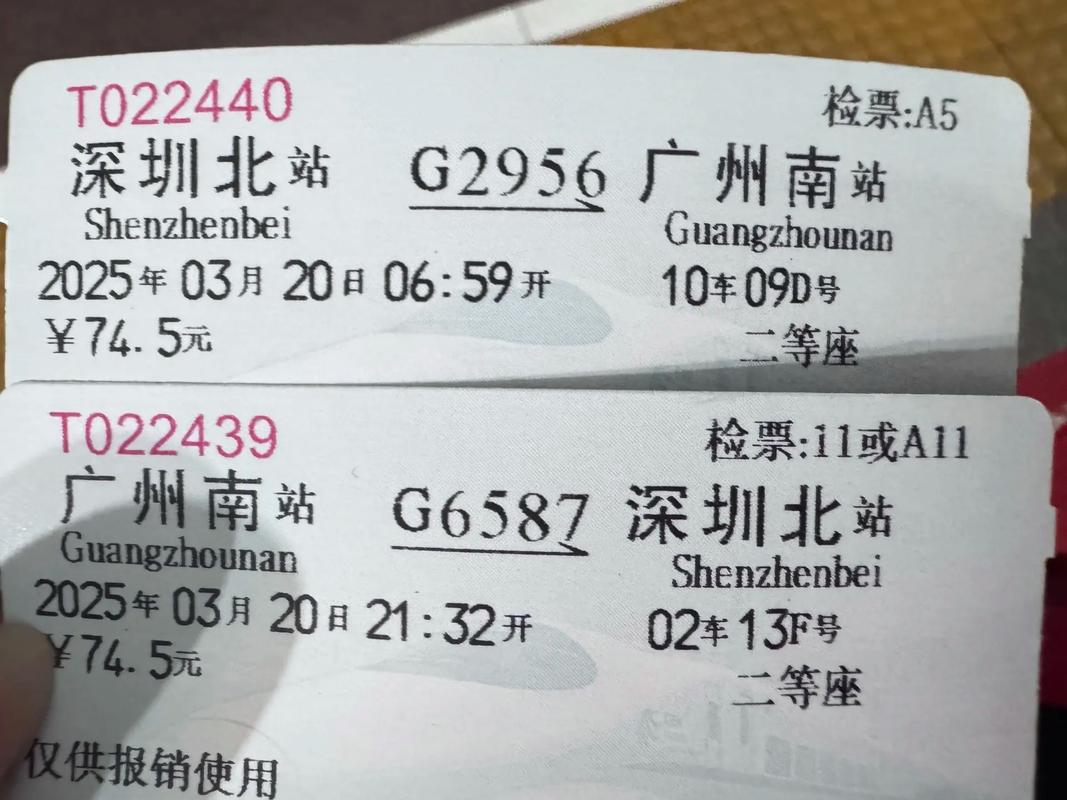 T022440 检票:A5
深圳北站 G2956 广州南站
Shenzhenbei Guangzhounan
2025年03月20日06:59开 10车09D号
¥74.5元 二等座
T022439 检票:11或A11
广州南站 G6587 深圳北站
Guangzhounan Shenzhenbei
2025年03月20日21:32开 02车13F号
¥74.5元 二等座
仅供报销使用